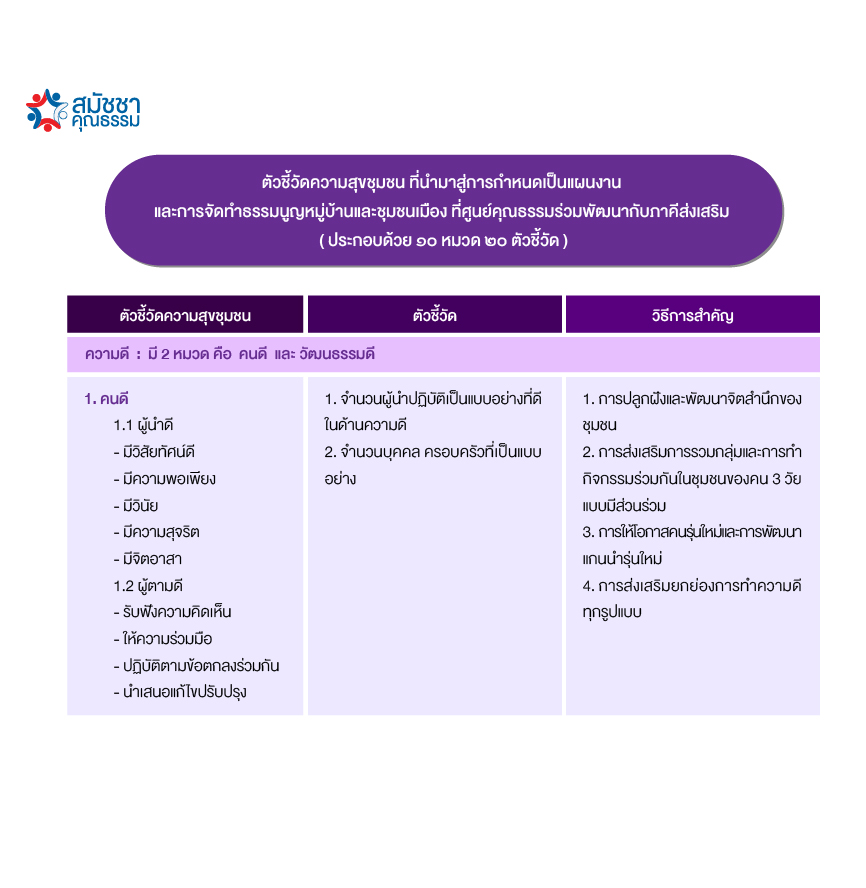 สมัชชา
คุณธรรม
ตัวชี้วัดความสุขชุมชน ที่นำมาสู่การกำหนดเป็นแผนงาน
และการจัดทำธรรมนูญหมู่บ้านและชุมชนเมือง ที่ศูนย์คุณธรรมร่วมพัฒนากับภาคีส่งเสริม
( ประกอบด้วย ๑๐ หมวด ๒๐ ตัวชี้วัด )
ตัวชี้วัดความสุขชุมชน
ตัวชี้วัด
วิธีการสำคัญ
ความดี : มี 2 หมวด คือ คนดี และ วัฒนธรรมดี
1. คนดี
1.1 ผู้นำดี
- มีวิสัยทัศน์ดี
- มีความพอเพียง
- มีวินัย
- มีความสุจริต
- มีจิตอาสา
1.2 ผู้ตามดี
- รับฟังความคิดเห็น
- ให้ความร่วมมือ
- ปฏิบัติตามข้อตกลงร่วมกัน
- นำเสนอแก้ไขปรับปรุง
1. จำนวนผู้นำปฏิบัติเป็นแบบอย่างที่ดี
ในด้านความดี
2. จำนวนบุคคล ครอบครัวที่เป็นแบบ
อย่าง
1. การปลูกฝังและพัฒนาจิตสำนึกของ
ชุมชน
2. การส่งเสริมการรวมกลุ่มและการทำ
กิจกรรมร่วมกันในชุมชนของคน 3 วัย
แบบมีส่วนร่วม
3. การให้โอกาสคนรุ่นใหม่และการพัฒนา
แกนนำรุ่นใหม่
4. การส่งเสริมยกย่องการทำความดี
ทุกรูปแบบ